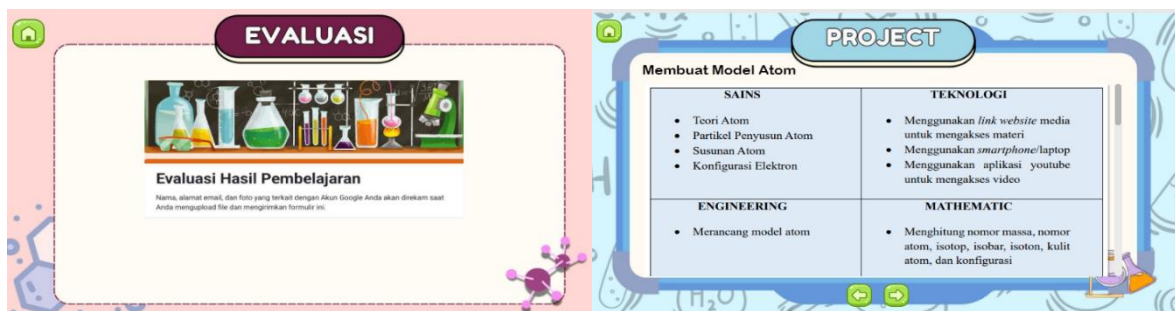 EVALUASI
Evaluasi Hasil Pembelajaran
Nama, alamat email, dan foto yang terkait dengan Akun Google Anda akan direkam saat
Anda mengupload file dan mengirimkan formulir ini.
PROJECT
Membuat Model Atom
SAINS
• Teori Atom
• Partikel Penyusun Atom
• Susunan Atom
• Konfigurasi Elektron
TEKNOLOGI
• Menggunakan link website media
untuk mengakses materi
• Menggunakan smartphone/laptop
• Menggunakan aplikasi youtube
untuk mengakses video
ENGINEERING
• Merancang model atom
MATHEMATIC
• Menghitung nomor massa, nomor
atom, isotop, isobar, isoton, kulit
atom, dan konfigurasi
(H₂O)